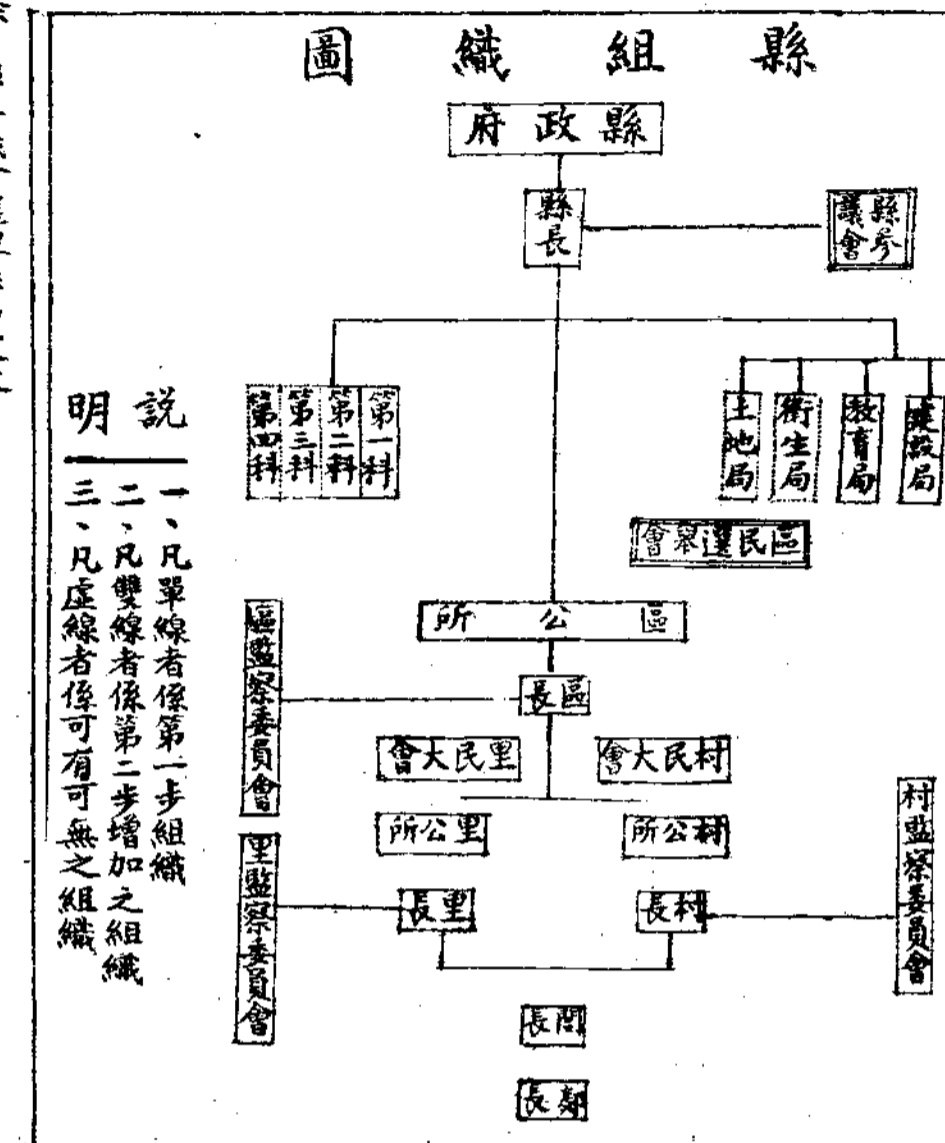 縣組織圖
縣政府
縣長
縣參議會
第一科
第二科
第三科
第四科
建設局
教育局
衛生局
土地局
區民選舉會
區公所
區長
區監察委員會
村民大會
里民大會
村公所
里公所
村長
里長
村監察委員會
里監察委員會
閭長
鄰長
說明
一、凡單線者係第一步組織
二、凡雙線者係第二步增加之組織
三、凡虛線者係可有可無之組織